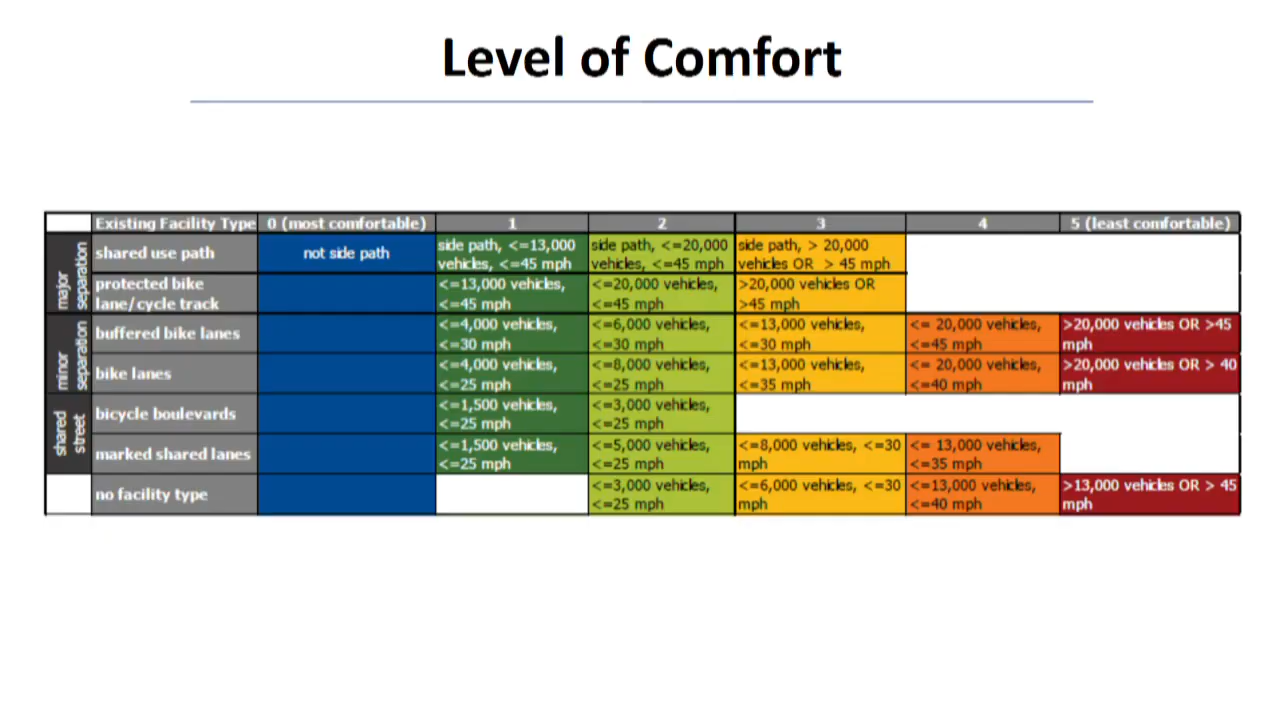 Level of Comfort
Existing Facility Type 0 (most comfortable) 1 2 3 4 5 (least comfortable)
major separation
shared use path
not side path
side path, <=13,000
vehicles, <=45 mph
side path, <=20,000
vehicles, <=45 mph
side path, > 20,000
vehicles OR > 45 mph
protected bike
lane/cycle track
<=13,000 vehicles,
<=45 mph
<=20,000 vehicles,
<=45 mph
>20,000 vehicles OR
>45 mph
minor separation
buffered bike lanes
<=4,000 vehicles,
<=30 mph
<=6,000 vehicles,
<=30 mph
<=13,000 vehicles,
<=30 mph
<= 20,000 vehicles,
<=45 mph
>20,000 vehicles OR >45
mph
bike lanes
<=4,000 vehicles,
<=25 mph
<=8,000 vehicles,
<=25 mph
<=13,000 vehicles,
<=35 mph
<= 20,000 vehicles,
<=40 mph
>20,000 vehicles OR > 40
mph
shared street
bicycle boulevards
<=1,500 vehicles,
<=25 mph
<=3,000 vehicles,
<=25 mph
marked shared lanes
<=1,500 vehicles,
<=25 mph
<=5,000 vehicles,
<=25 mph
<=8,000 vehicles, <=30
mph
<= 13,000 vehicles,
<=35 mph
no facility type
<=3,000 vehicles,
<=25 mph
<=6,000 vehicles, <=30
mph
<=13,000 vehicles,
<=40 mph
>13,000 vehicles OR > 45
mph